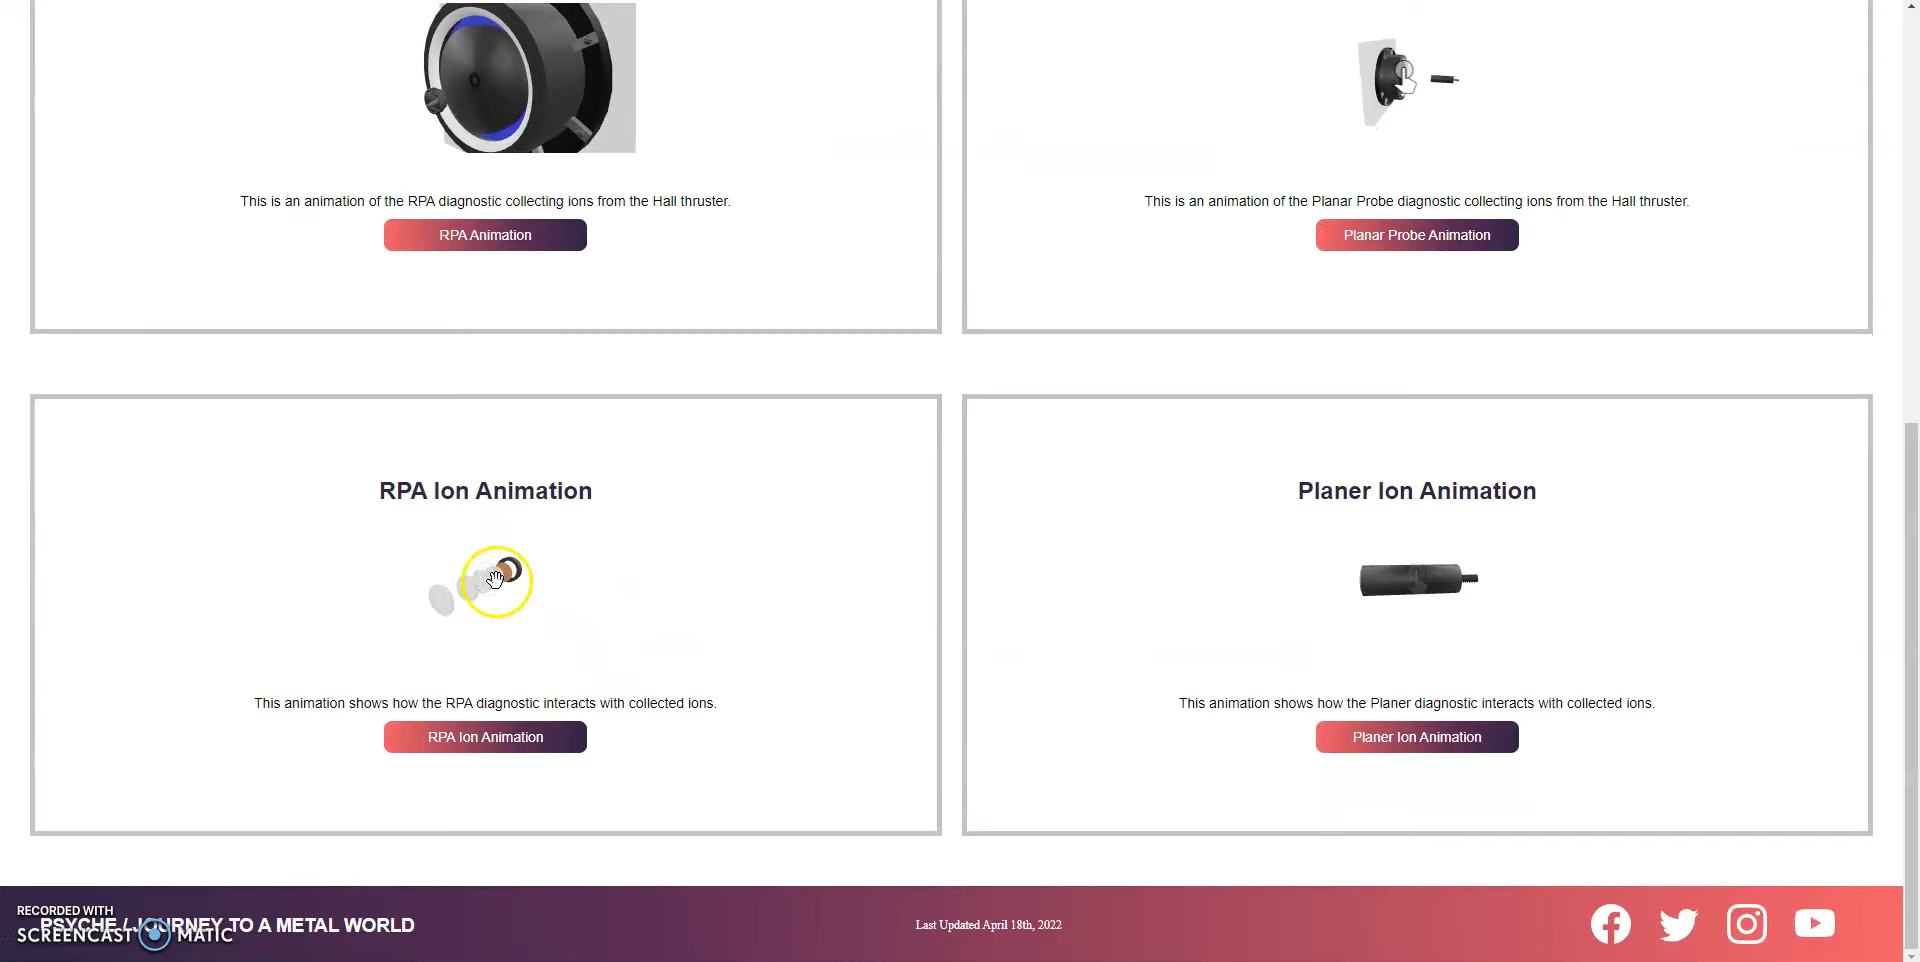 This is an animation of the RPA diagnostic collecting ions from the Hall thruster.
RPA Animation
This is an animation of the Planar Probe diagnostic collecting ions from the Hall thruster.
Planar Probe Animation
RPA Ion Animation
This animation shows how the RPA diagnostic interacts with collected ions.
RPA Ion Animation
Planer Ion Animation
This animation shows how the Planer diagnostic interacts with collected ions.
Planer Ion Animation
RECORDED WITH
SCREENCAST MATIC
PSYCHE / JOURNEY TO A METAL WORLD
Last Updated April 18th, 2022